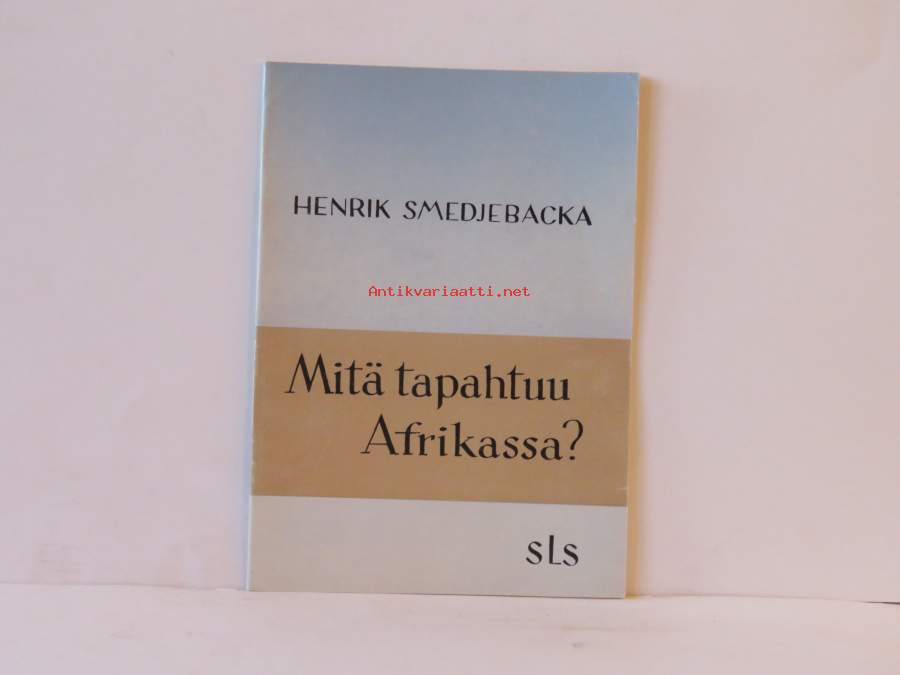 HENRIK SMEDJEBACKA
Antikvariaatti.net
Mitä tapahtuu
Afrikassa?
sLs